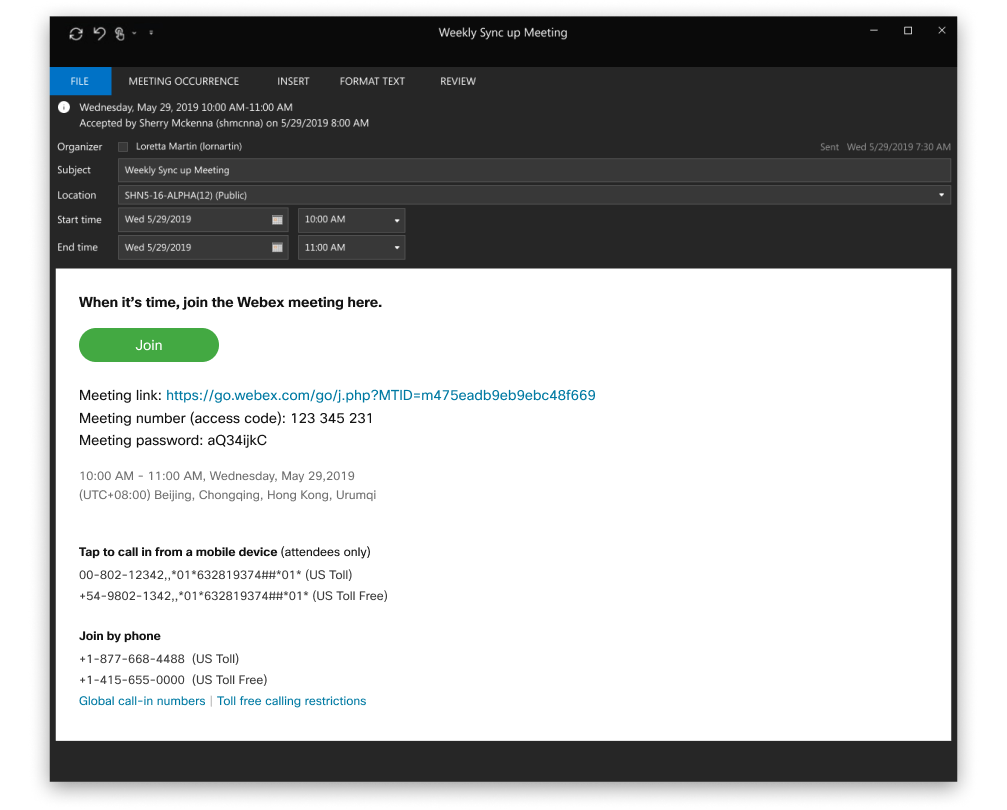 Weekly Sync up Meeting
FILE MEETING OCCURRENCE INSERT FORMAT TEXT REVIEW
Wednesday, May 29, 2019 10:00 AM-11:00 AM
Accepted by Sherry Mckenna (shmcnna) on 5/29/2019 8:00 AM
Organizer Loretta Martin (lornartin) Sent Wed 5/29/2019 7:30 AM
Subject Weekly Sync up Meeting
Location SHN5-16-ALPHA(12) (Public)
Start time Wed 5/29/2019 10:00 AM
End time Wed 5/29/2019 11:00 AM
When it’s time, join the Webex meeting here.
Join
Meeting link: https://go.webex.com/go/j.php?MTID=m475eadb9eb9ebc48f669
Meeting number (access code): 123 345 231
Meeting password: aQ34ijkC
10:00 AM - 11:00 AM, Wednesday, May 29,2019
(UTC+08:00) Beijing, Chongqing, Hong Kong, Urumqi
Tap to call in from a mobile device (attendees only)
00-802-12342,,*01*632819374##*01* (US Toll)
+54-9802-1342,,*01*632819374##*01* (US Toll Free)
Join by phone
+1-877-668-4488 (US Toll)
+1-415-655-0000 (US Toll Free)
Global call-in numbers | Toll free calling restrictions